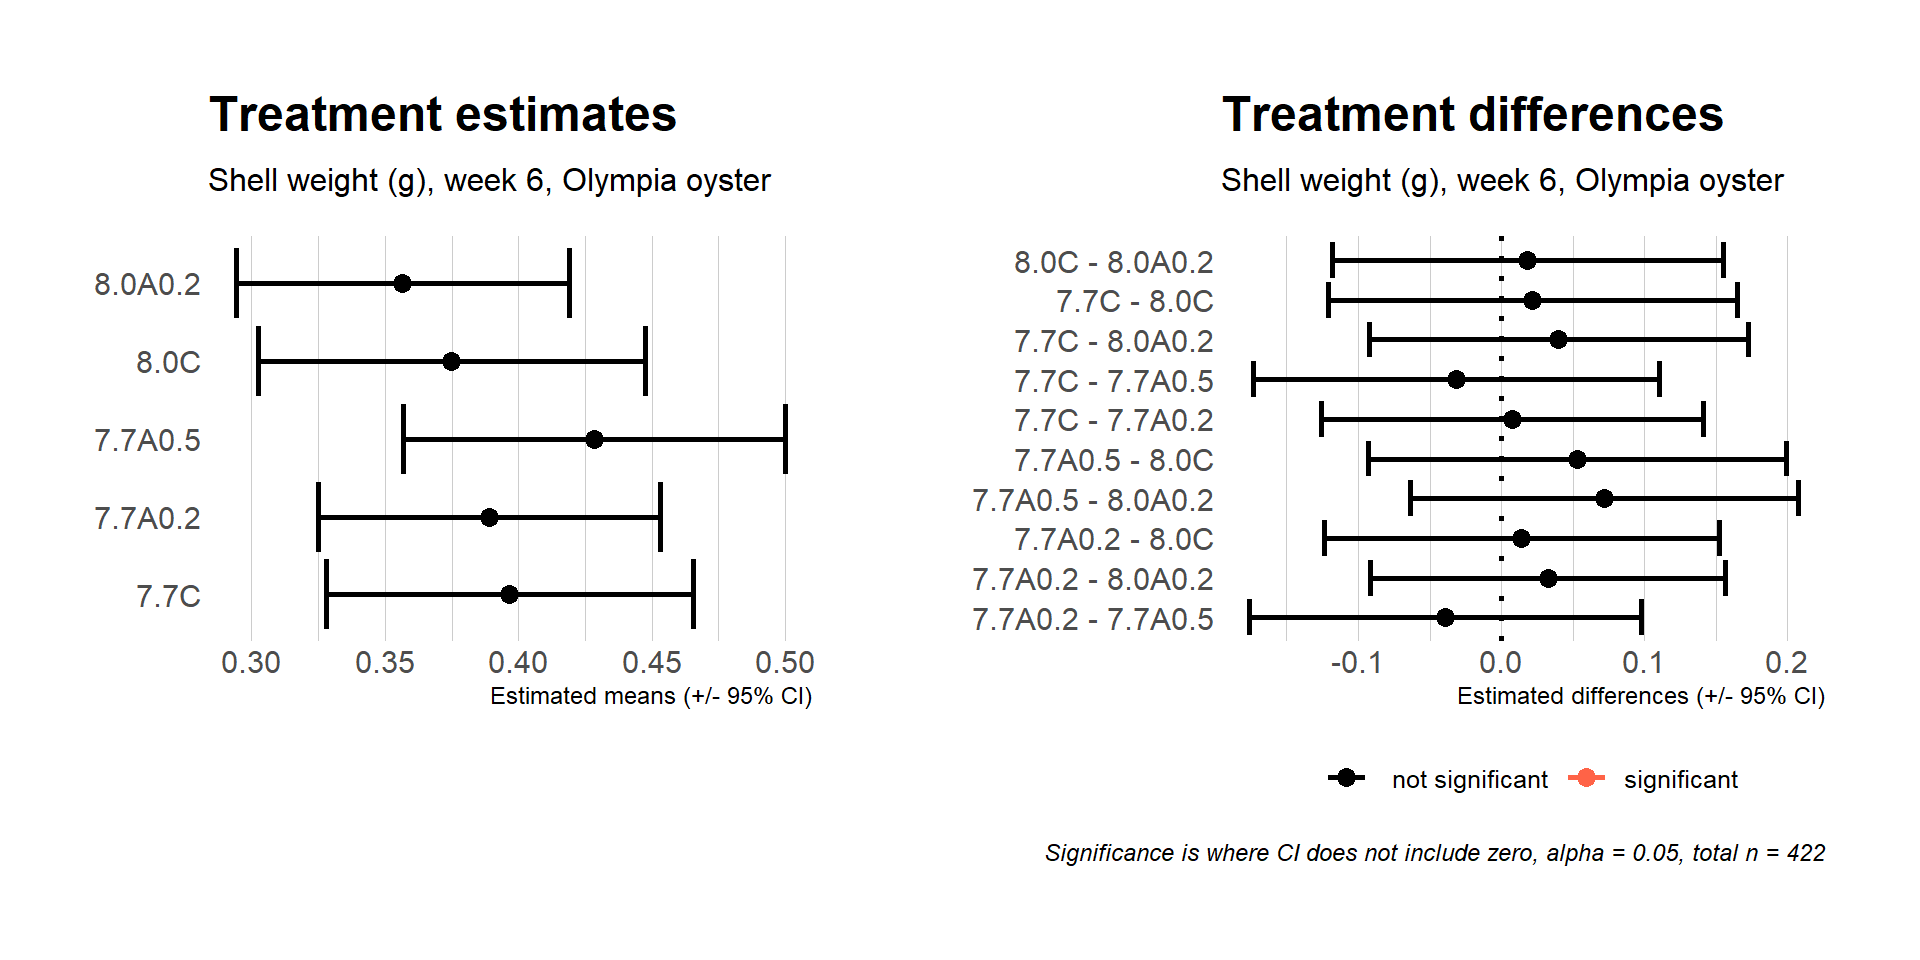 Treatment estimates
Shell weight (g), week 6, Olympia oyster
8.0A0.2
8.0C
7.7A0.5
7.7A0.2
7.7C
0.30 0.35 0.40 0.45 0.50
Estimated means (+/- 95% CI)
Treatment differences
Shell weight (g), week 6, Olympia oyster
8.0C - 8.0A0.2
7.7C - 8.0C
7.7C - 8.0A0.2
7.7C - 7.7A0.5
7.7C - 7.7A0.2
7.7A0.5 - 8.0C
7.7A0.5 - 8.0A0.2
7.7A0.2 - 8.0C
7.7A0.2 - 8.0A0.2
7.7A0.2 - 7.7A0.5
-0.1 0.0 0.1 0.2
Estimated differences (+/- 95% CI)
not significant significant
Significance is where CI does not include zero, alpha = 0.05, total n = 422